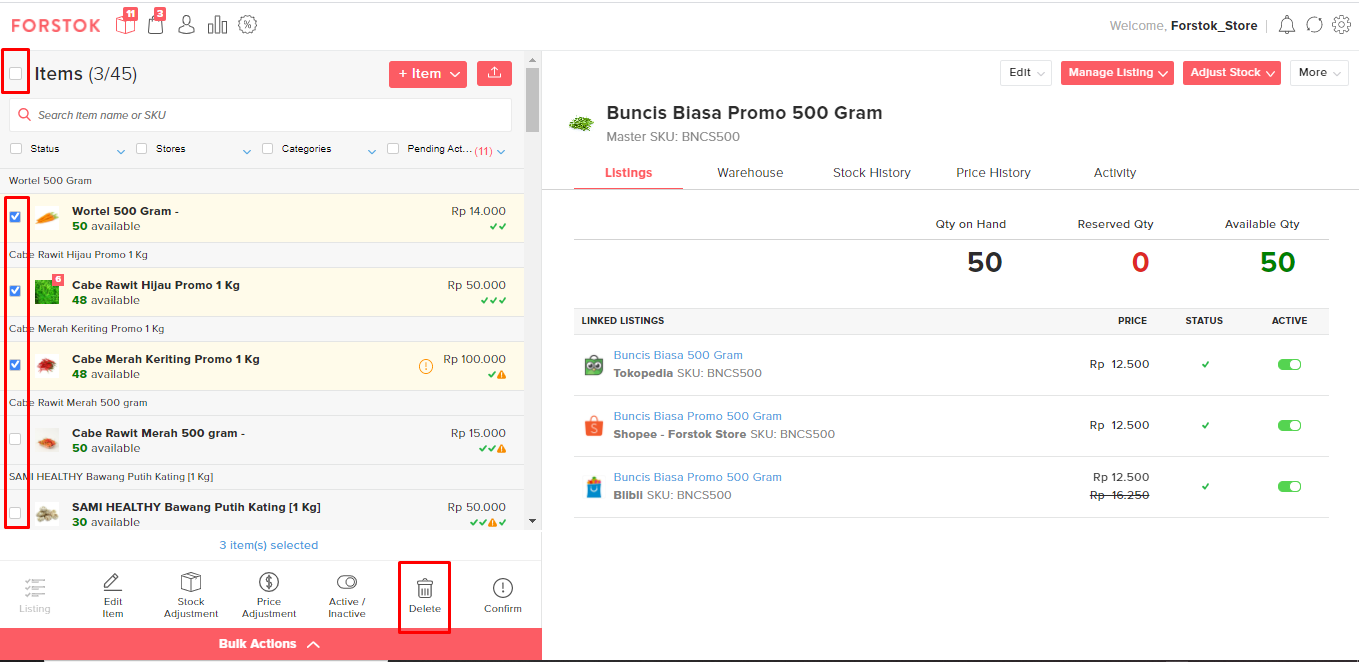 FORSTOK
11
3
Welcome, Forstok_Store
Items (3/45)
+ Item
Search Item name or SKU
Status
Stores
Categories
Pending Act... (11)
Wortel 500 Gram
Wortel 500 Gram -
Rp 14.000
50 available
Cabe Rawit Hijau Promo 1 Kg
6
Cabe Rawit Hijau Promo 1 Kg
Rp 50.000
48 available
Cabe Merah Keriting Promo 1 Kg
Cabe Merah Keriting Promo 1 Kg
Rp 100.000
48 available
Cabe Rawit Merah 500 gram
Cabe Rawit Merah 500 gram -
Rp 15.000
50 available
SAMI HEALTHY Bawang Putih Kating [1 Kg]
SAMI HEALTHY Bawang Putih Kating [1 Kg]
Rp 50.000
30 available
3 item(s) selected
Listing
Edit
Item
Stock
Adjustment
Price
Adjustment
Active /
Inactive
Delete
Confirm
Bulk Actions
Edit
Manage Listing
Adjust Stock
More
Buncis Biasa Promo 500 Gram
Master SKU: BNCS500
Listings
Warehouse
Stock History
Price History
Activity
Qty on Hand
Reserved Qty
Available Qty
50
0
50
LINKED LISTINGS
PRICE
STATUS
ACTIVE
Buncis Biasa 500 Gram
Tokopedia SKU: BNCS500
Rp 12.500
Buncis Biasa Promo 500 Gram
Shopee - Forstok Store SKU: BNCS500
Rp 12.500
Buncis Biasa Promo 500 Gram
Blibli SKU: BNCS500
Rp 12.500
Rp 16.250